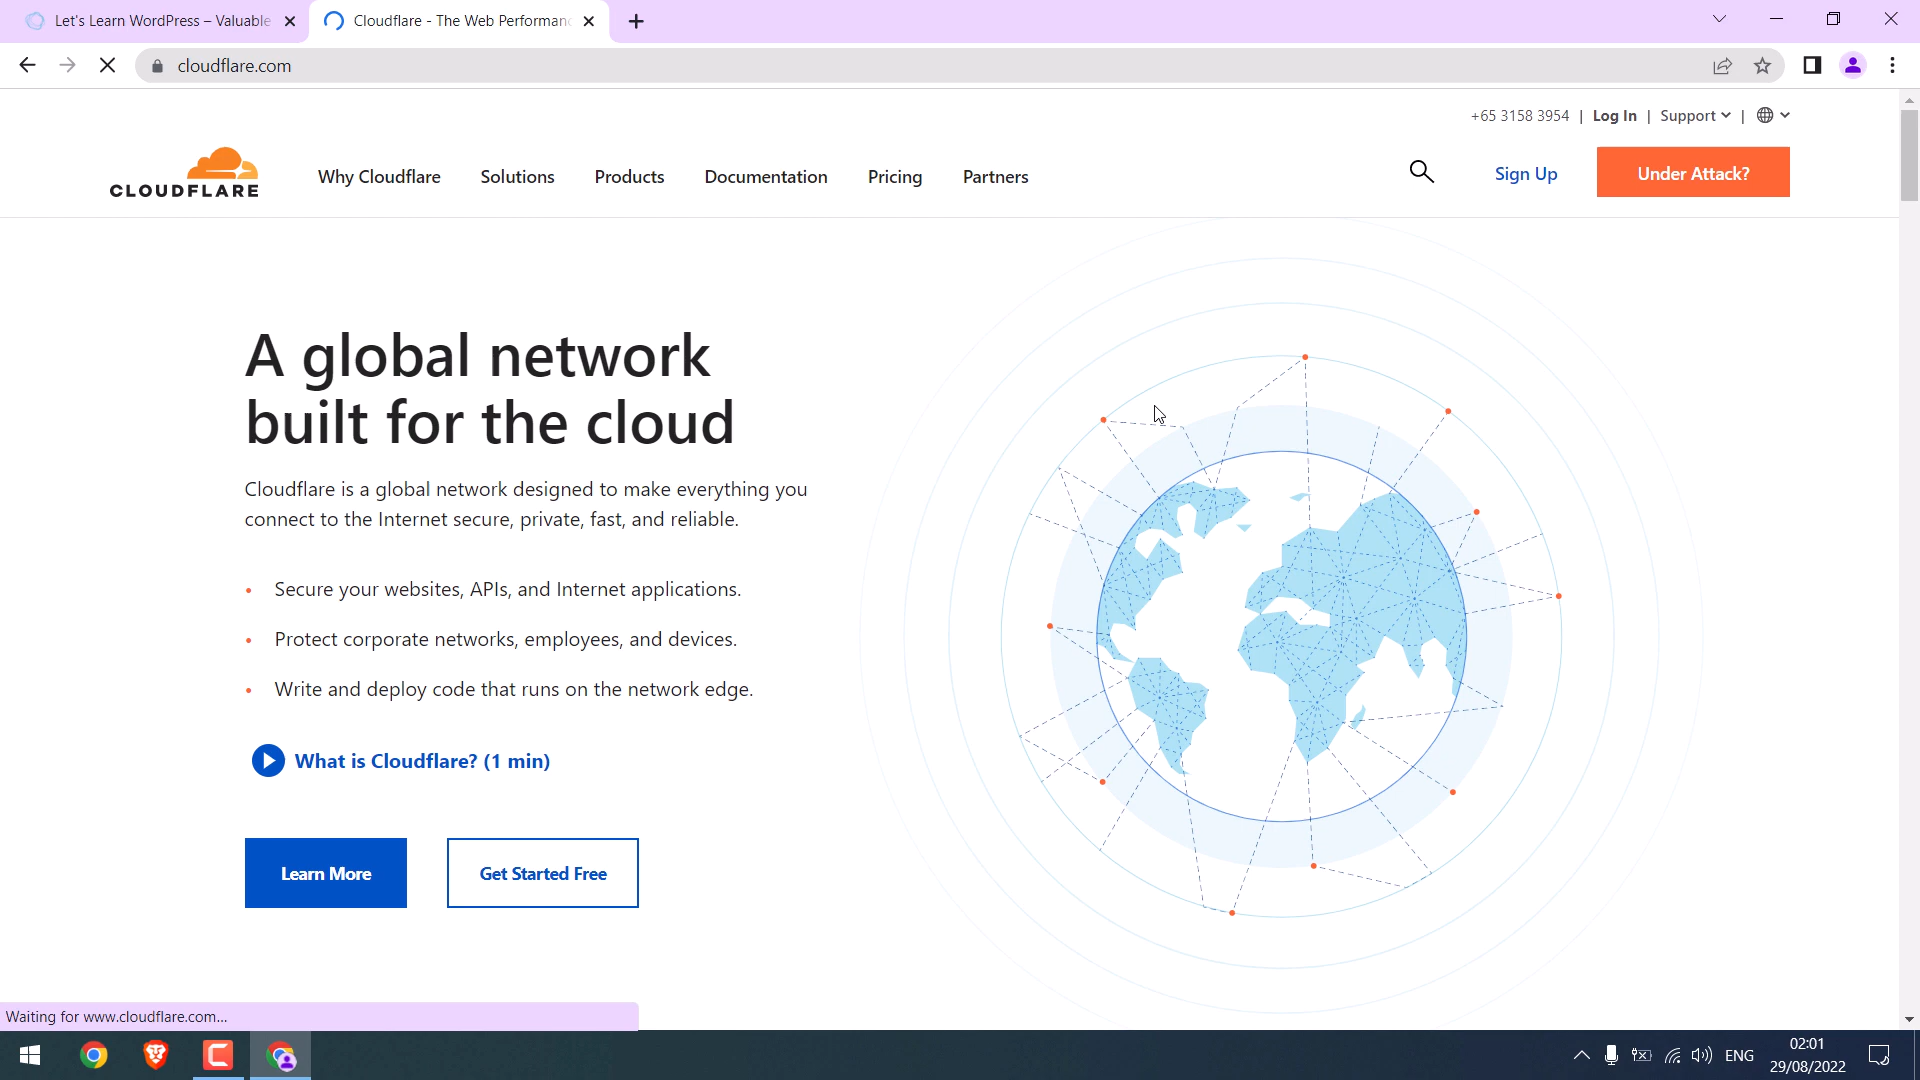 Let's Learn WordPress – Valuable
Cloudflare - The Web Performanc
cloudflare.com
+65 3158 3954 | Log In | Support |
CLOUDFLARE
Why Cloudflare Solutions Products Documentation Pricing Partners
Sign Up
Under Attack?
A global network
built for the cloud
Cloudflare is a global network designed to make everything you
connect to the Internet secure, private, fast, and reliable.
• Secure your websites, APIs, and Internet applications.
• Protect corporate networks, employees, and devices.
• Write and deploy code that runs on the network edge.
What is Cloudflare? (1 min)
Learn More
Get Started Free
Waiting for www.cloudflare.com...
ENG
02:01
29/08/2022